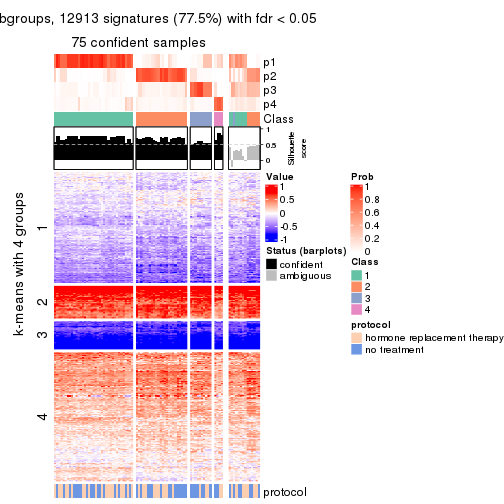 bgroups, 12913 signatures (77.5%) with fdr < 0.05
75 confident samples
p1
p2
p3
p4
Class
1
0.5
0
Silhouette
score
k-means with 4 groups
1
2
3
4
protocol
Value
1
0.5
0
-0.5
-1
Status (barplots)
confident
ambiguous
Prob
1
0.8
0.6
0.4
0.2
0
Class
1
2
3
4
protocol
hormone replacement therapy
no treatment